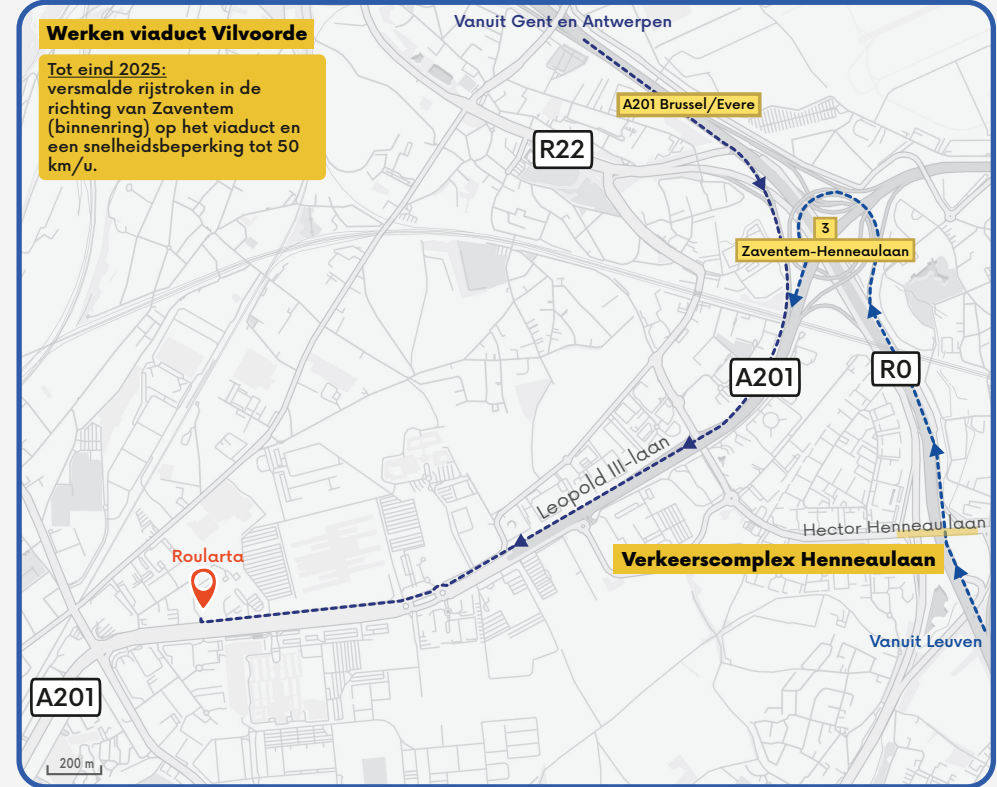 Vanuit Gent en Antwerpen
Werken viaduct Vilvoorde
Tot eind 2025:
versmalde rijstroken in de
richting van Zaventem
(binnenring) op het viaduct en
een snelheidsbeperking tot 50
km/u.
A201 Brussel/Evere
R22
3
Zaventem-Henneaulaan
A201
R0
Leopold III-laan
Hector Henneaulaan
Verkeerscomplex Henneaulaan
Roularta
Vanuit Leuven
A201
200 m